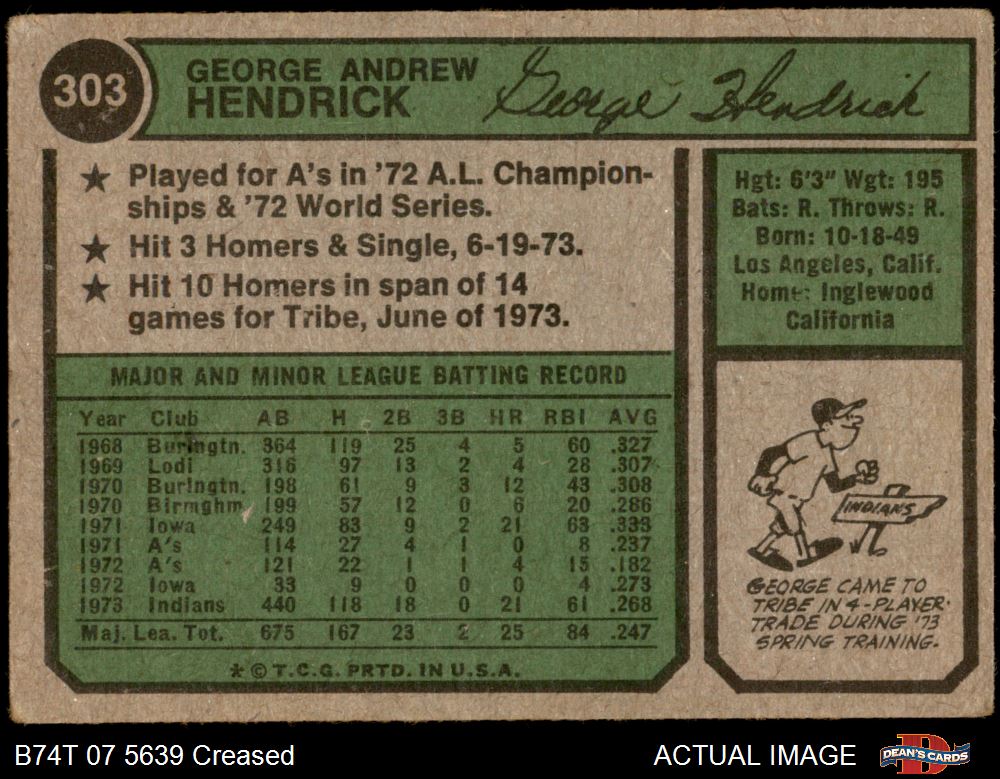 303
GEORGE ANDREW
HENDRICK
George Hendrick
★ Played for A's in '72 A.L. Champion-
ships & '72 World Series.
★ Hit 3 Homers & Single, 6-19-73.
★ Hit 10 Homers in span of 14
games for Tribe, June of 1973.
Hgt: 6'3" Wgt: 195
Bats: R. Throws: R.
Born: 10-18-49
Los Angeles, Calif.
Home: Inglewood
California
MAJOR AND MINOR LEAGUE BATTING RECORD
Year Club AB H 2B 3B HR RBI AVG
1968 Burlngtn. 364 119 25 4 5 60 .327
1969 Lodi 316 97 13 2 4 28 .307
1970 Burlngtn. 198 61 9 3 12 43 .308
1970 Birmghm. 199 57 12 0 6 20 .286
1971 Iowa 249 83 9 2 21 63 .333
1971 A's 114 27 4 1 0 8 .237
1972 A's 121 22 1 1 4 15 .182
1972 Iowa 33 9 0 0 0 4 .273
1973 Indians 440 118 18 0 21 61 .268
Maj. Lea. Tot. 675 167 23 2 25 84 .247
* © T.C.G. PRTD. IN U.S.A.
INDIANS
GEORGE CAME TO
TRIBE IN 4-PLAYER
TRADE DURING '73
SPRING TRAINING.
B74T 07 5639 Creased
ACTUAL IMAGE
DEAN'S CARDS